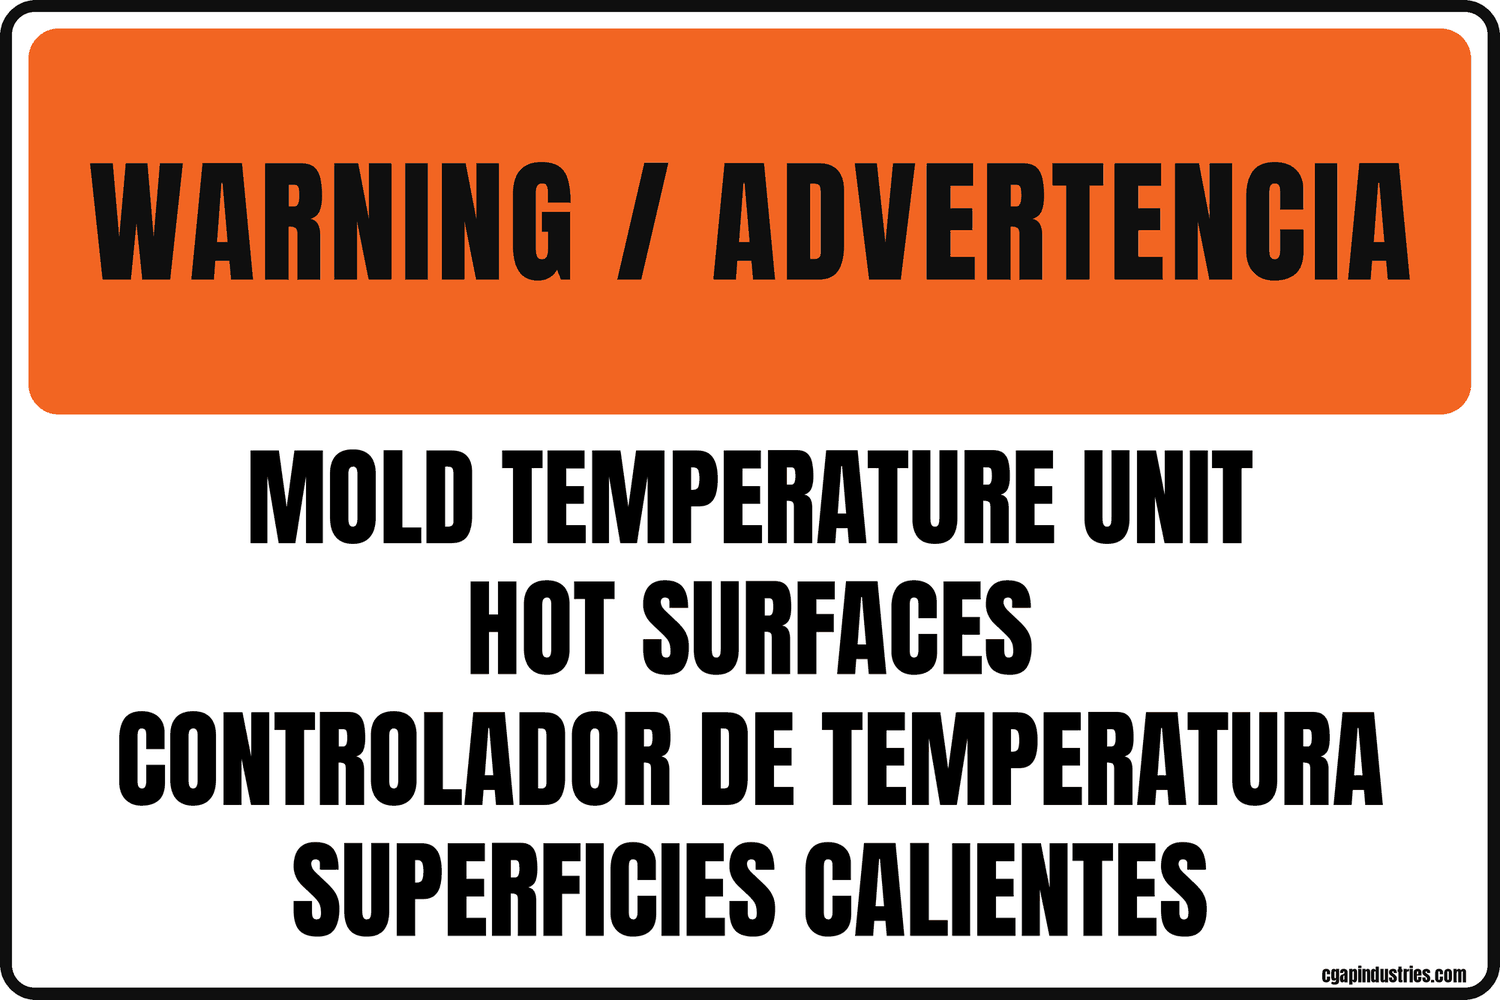 WARNING / ADVERTENCIA
MOLD TEMPERATURE UNIT
HOT SURFACES
CONTROLADOR DE TEMPERATURA
SUPERFICIES CALIENTES
cgapindustries.com